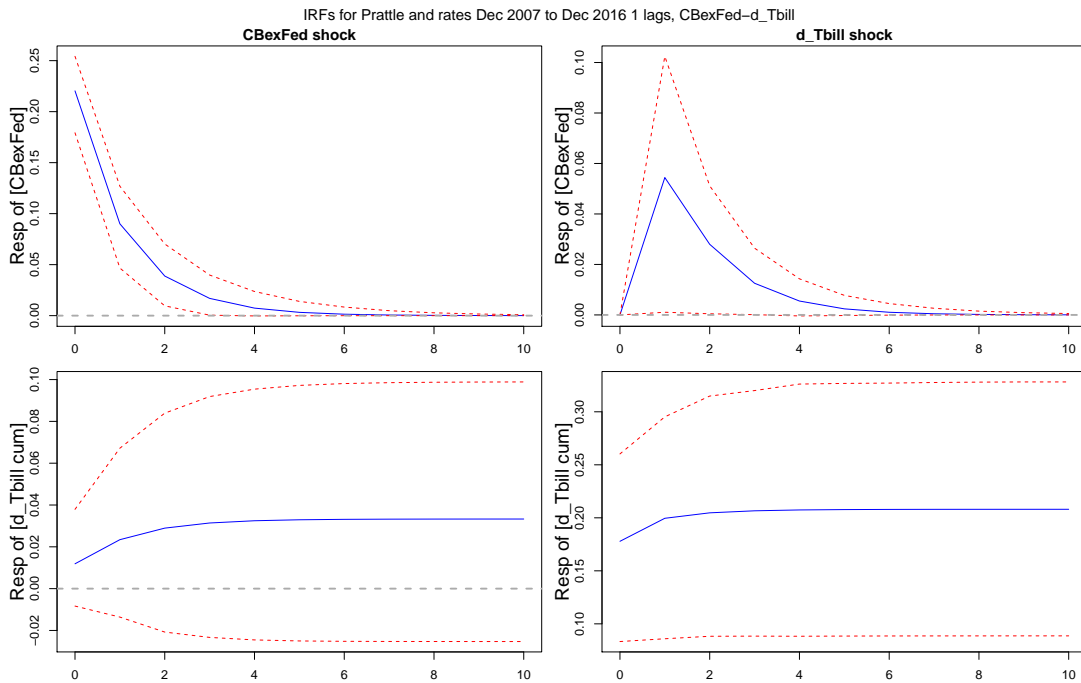 IRFs for Prattle and rates Dec 2007 to Dec 2016 1 lags, CBexFed−d_Tbill
CBexFed shock
d_Tbill shock
Resp of [CBexFed]
0.00 0.05 0.15 0.25
0 2 4 6 8 10
Resp of [CBexFed]
0.00 0.02 0.04 0.06 0.08 0.10
0 2 4 6 8 10
Resp of [d_Tbill cum]
−0.02 0.00 0.02 0.04 0.06 0.08 0.10
0 2 4 6 8 10
Resp of [d_Tbill cum]
0.10 0.15 0.20 0.25 0.30
0 2 4 6 8 10